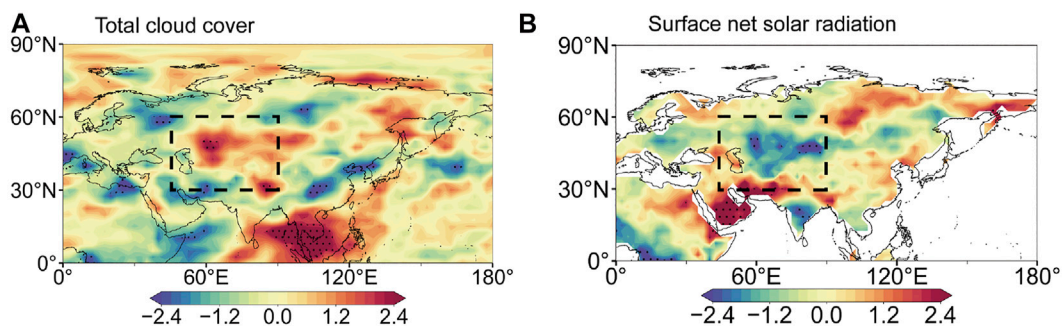 A Total cloud cover
90°N
60°N
30°N
0°
0° 60°E 120°E 180°
−2.4 −1.2 0.0 1.2 2.4
B Surface net solar radiation
90°N
60°N
30°N
0°
0° 60°E 120°E 180°
−2.4 −1.2 0.0 1.2 2.4